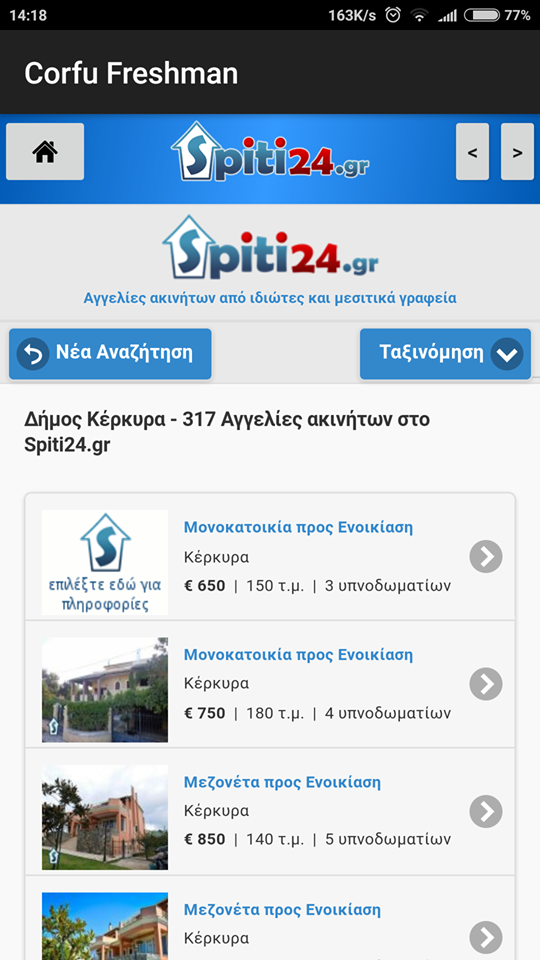 14:18 163K/s 77%
Corfu Freshman
Spiti24.gr < >
Spiti24.gr
Αγγελίες ακινήτων από ιδιώτες και μεσιτικά γραφεία
Νέα Αναζήτηση Ταξινόμηση
Δήμος Κέρκυρα - 317 Αγγελίες ακινήτων στο
Spiti24.gr
S
επιλέξτε εδώ για
πληροφορίες
Μονοκατοικία προς Ενοικίαση
Κέρκυρα
€ 650 | 150 τ.μ. | 3 υπνοδωματίων
Μονοκατοικία προς Ενοικίαση
Κέρκυρα
€ 750 | 180 τ.μ. | 4 υπνοδωματίων
Μεζονέτα προς Ενοικίαση
Κέρκυρα
€ 850 | 140 τ.μ. | 5 υπνοδωματίων
Μεζονέτα προς Ενοικίαση
Κέρκυρα